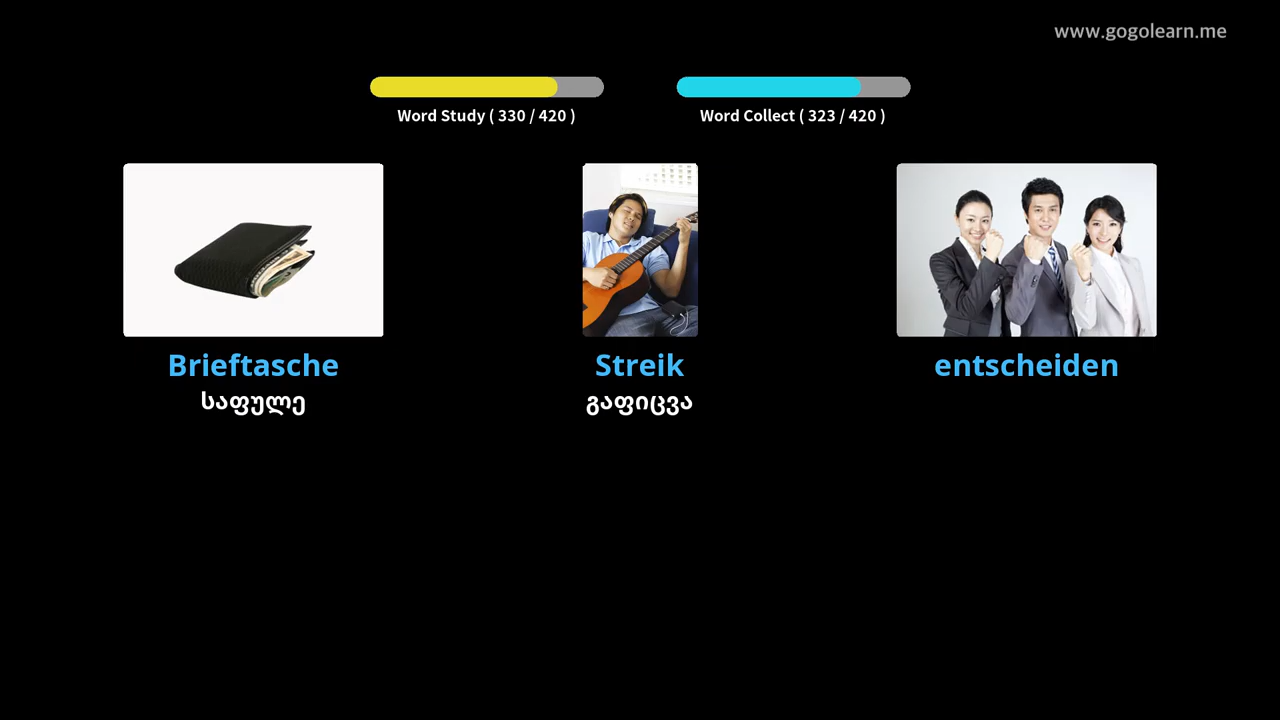 www.gogolearn.me
Word Study ( 330 / 420 )
Word Collect ( 323 / 420 )
Brieftasche
საფულე
Streik
გაფიცვა
entscheiden